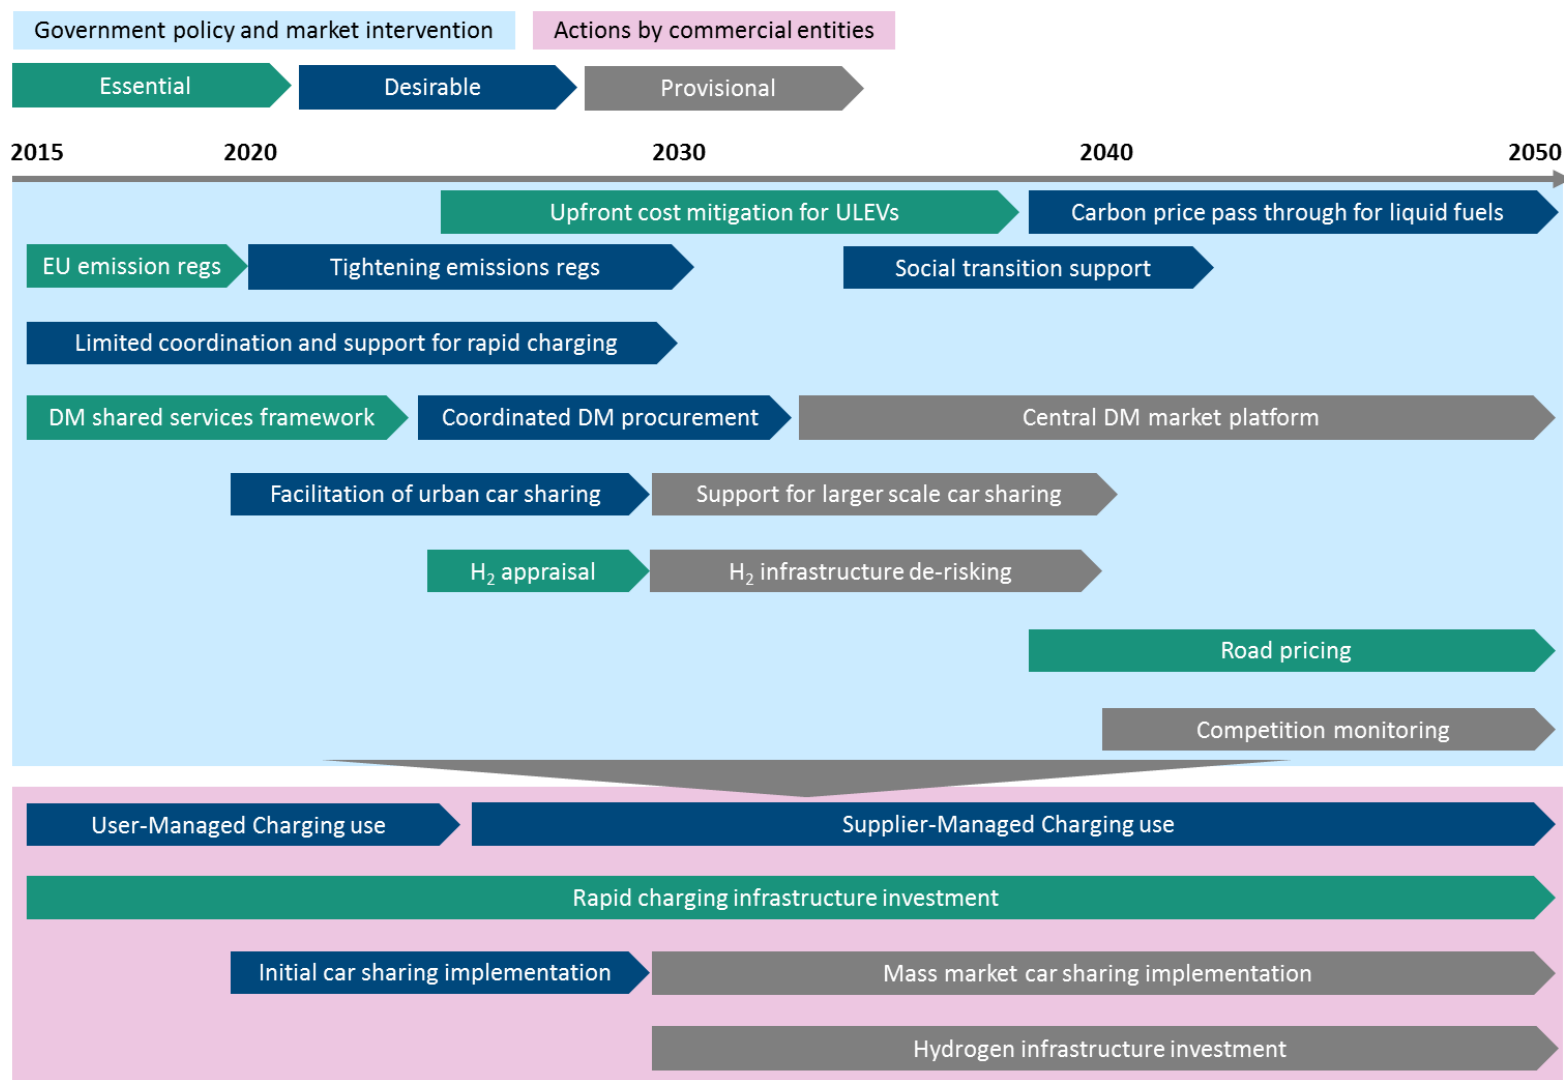 Government policy and market intervention
Actions by commercial entities
Essential
Desirable
Provisional
2015
2020
2030
2040
2050
Upfront cost mitigation for ULEVs
Carbon price pass through for liquid fuels
EU emission regs
Tightening emissions regs
Social transition support
Limited coordination and support for rapid charging
DM shared services framework
Coordinated DM procurement
Central DM market platform
Facilitation of urban car sharing
Support for larger scale car sharing
H₂ appraisal
H₂ infrastructure de-risking
Road pricing
Competition monitoring
User-Managed Charging use
Supplier-Managed Charging use
Rapid charging infrastructure investment
Initial car sharing implementation
Mass market car sharing implementation
Hydrogen infrastructure investment